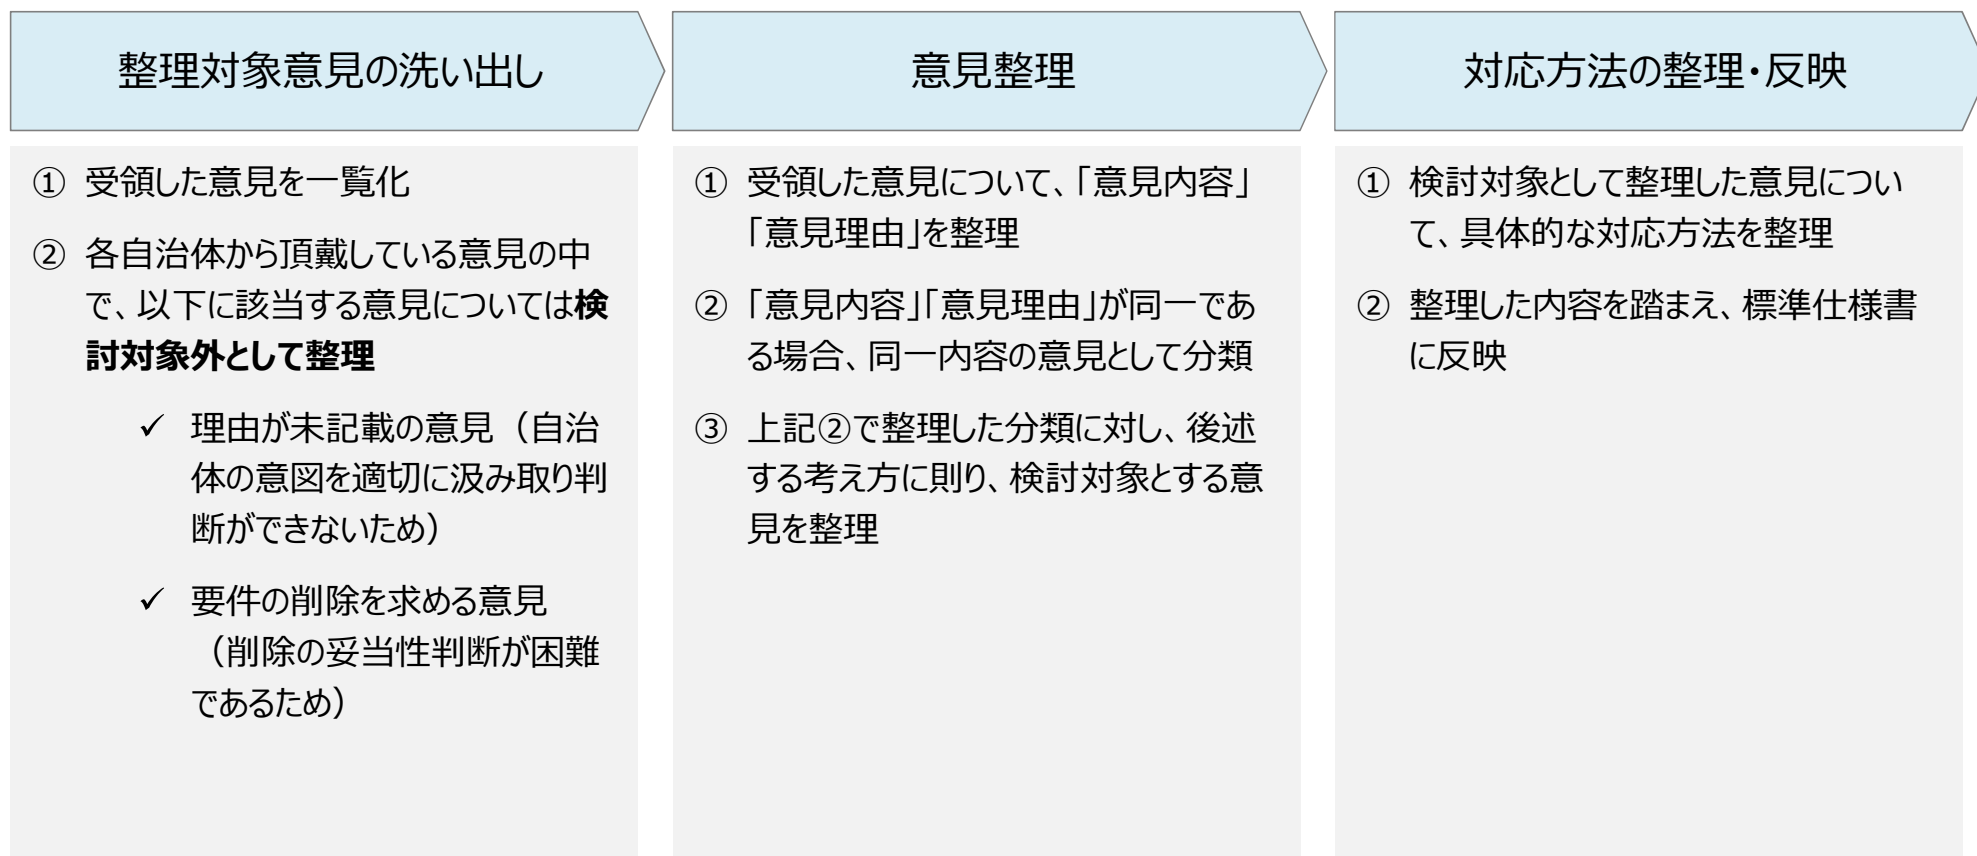 整理対象意見の洗い出し
① 受領した意見を一覧化
② 各自治体から頂戴している意見の中
で、以下に該当する意見については検
討対象外として整理
✓ 理由が未記載の意見（自治
体の意図を適切に汲み取り判
断ができないため）
✓ 要件の削除を求める意見
（削除の妥当性判断が困難
であるため）
意見整理
① 受領した意見について、「意見内容」
「意見理由」を整理
② 「意見内容」「意見理由」が同一であ
る場合、同一内容の意見として分類
③ 上記②で整理した分類に対し、後述
する考え方に則り、検討対象とする意
見を整理
対応方法の整理・反映
① 検討対象として整理した意見につい
て、具体的な対応方法を整理
② 整理した内容を踏まえ、標準仕様書
に反映